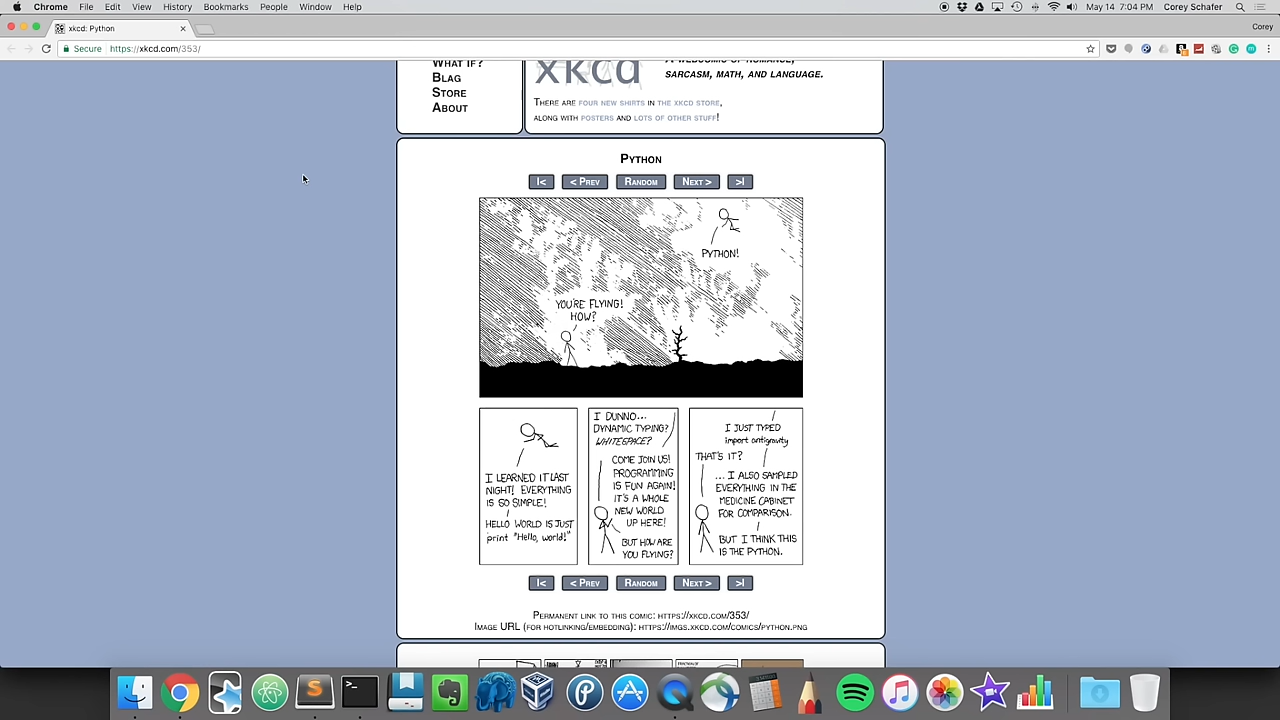 Chrome File Edit View History Bookmarks People Window Help May 14 7:04 PM Corey Schafer
xkcd: Python Corey
Secure https://xkcd.com/353/
WHAT IF?
BLAG
STORE
ABOUT
xkcd
A WEBCOMIC OF ROMANCE,
SARCASM, MATH, AND LANGUAGE.
THERE ARE FOUR NEW SHIRTS IN THE XKCD STORE,
ALONG WITH POSTERS AND LOTS OF OTHER STUFF!
PYTHON
|< < PREV RANDOM NEXT > >|
PYTHON!
YOU'RE FLYING!
HOW?
I LEARNED IT LAST
NIGHT! EVERYTHING
IS SO SIMPLE!
HELLO WORLD IS JUST
print "Hello, world!"
I DUNNO...
DYNAMIC TYPING?
WHITESPACE?
COME JOIN US!
PROGRAMMING
IS FUN AGAIN!
IT'S A WHOLE
NEW WORLD
UP HERE!
BUT HOW ARE
YOU FLYING?
I JUST TYPED
import antigravity
THAT'S IT?
... I ALSO SAMPLED
EVERYTHING IN THE
MEDICINE CABINET
FOR COMPARISON.
BUT I THINK THIS
IS THE PYTHON.
|< < PREV RANDOM NEXT > >|
PERMANENT LINK TO THIS COMIC: HTTPS://XKCD.COM/353/
IMAGE URL (FOR HOTLINKING/EMBEDDING): HTTPS://IMGS.XKCD.COM/COMICS/PYTHON.PNG